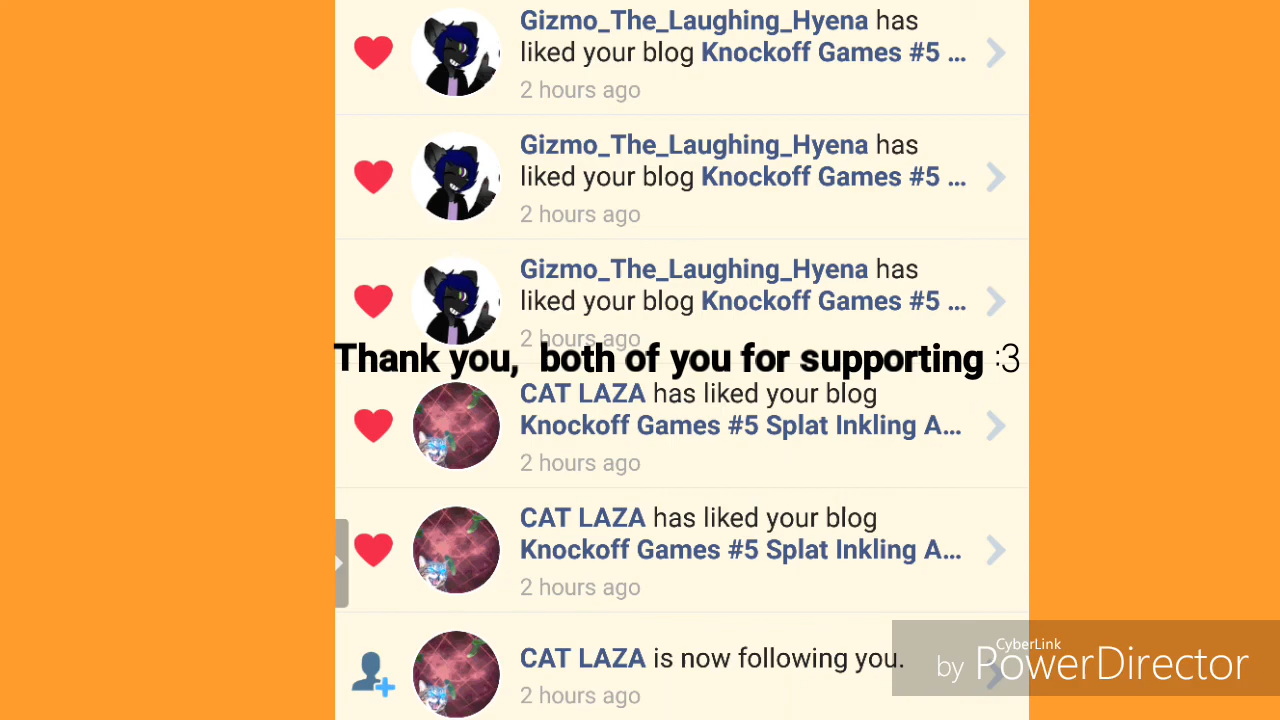 Gizmo_The_Laughing_Hyena has
liked your blog Knockoff Games #5 ...
2 hours ago
Gizmo_The_Laughing_Hyena has
liked your blog Knockoff Games #5 ...
2 hours ago
Gizmo_The_Laughing_Hyena has
liked your blog Knockoff Games #5 ...
2 hours ago
Thank you, both of you for supporting :3
CAT LAZA has liked your blog
Knockoff Games #5 Splat Inkling A...
2 hours ago
CAT LAZA has liked your blog
Knockoff Games #5 Splat Inkling A...
2 hours ago
CAT LAZA is now following you.
2 hours ago
CyberLink
by PowerDirector